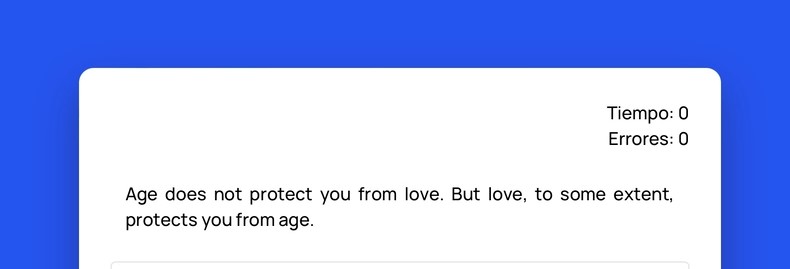 Tiempo: 0
Errores: 0
Age does not protect you from love. But love, to some extent,
protects you from age.